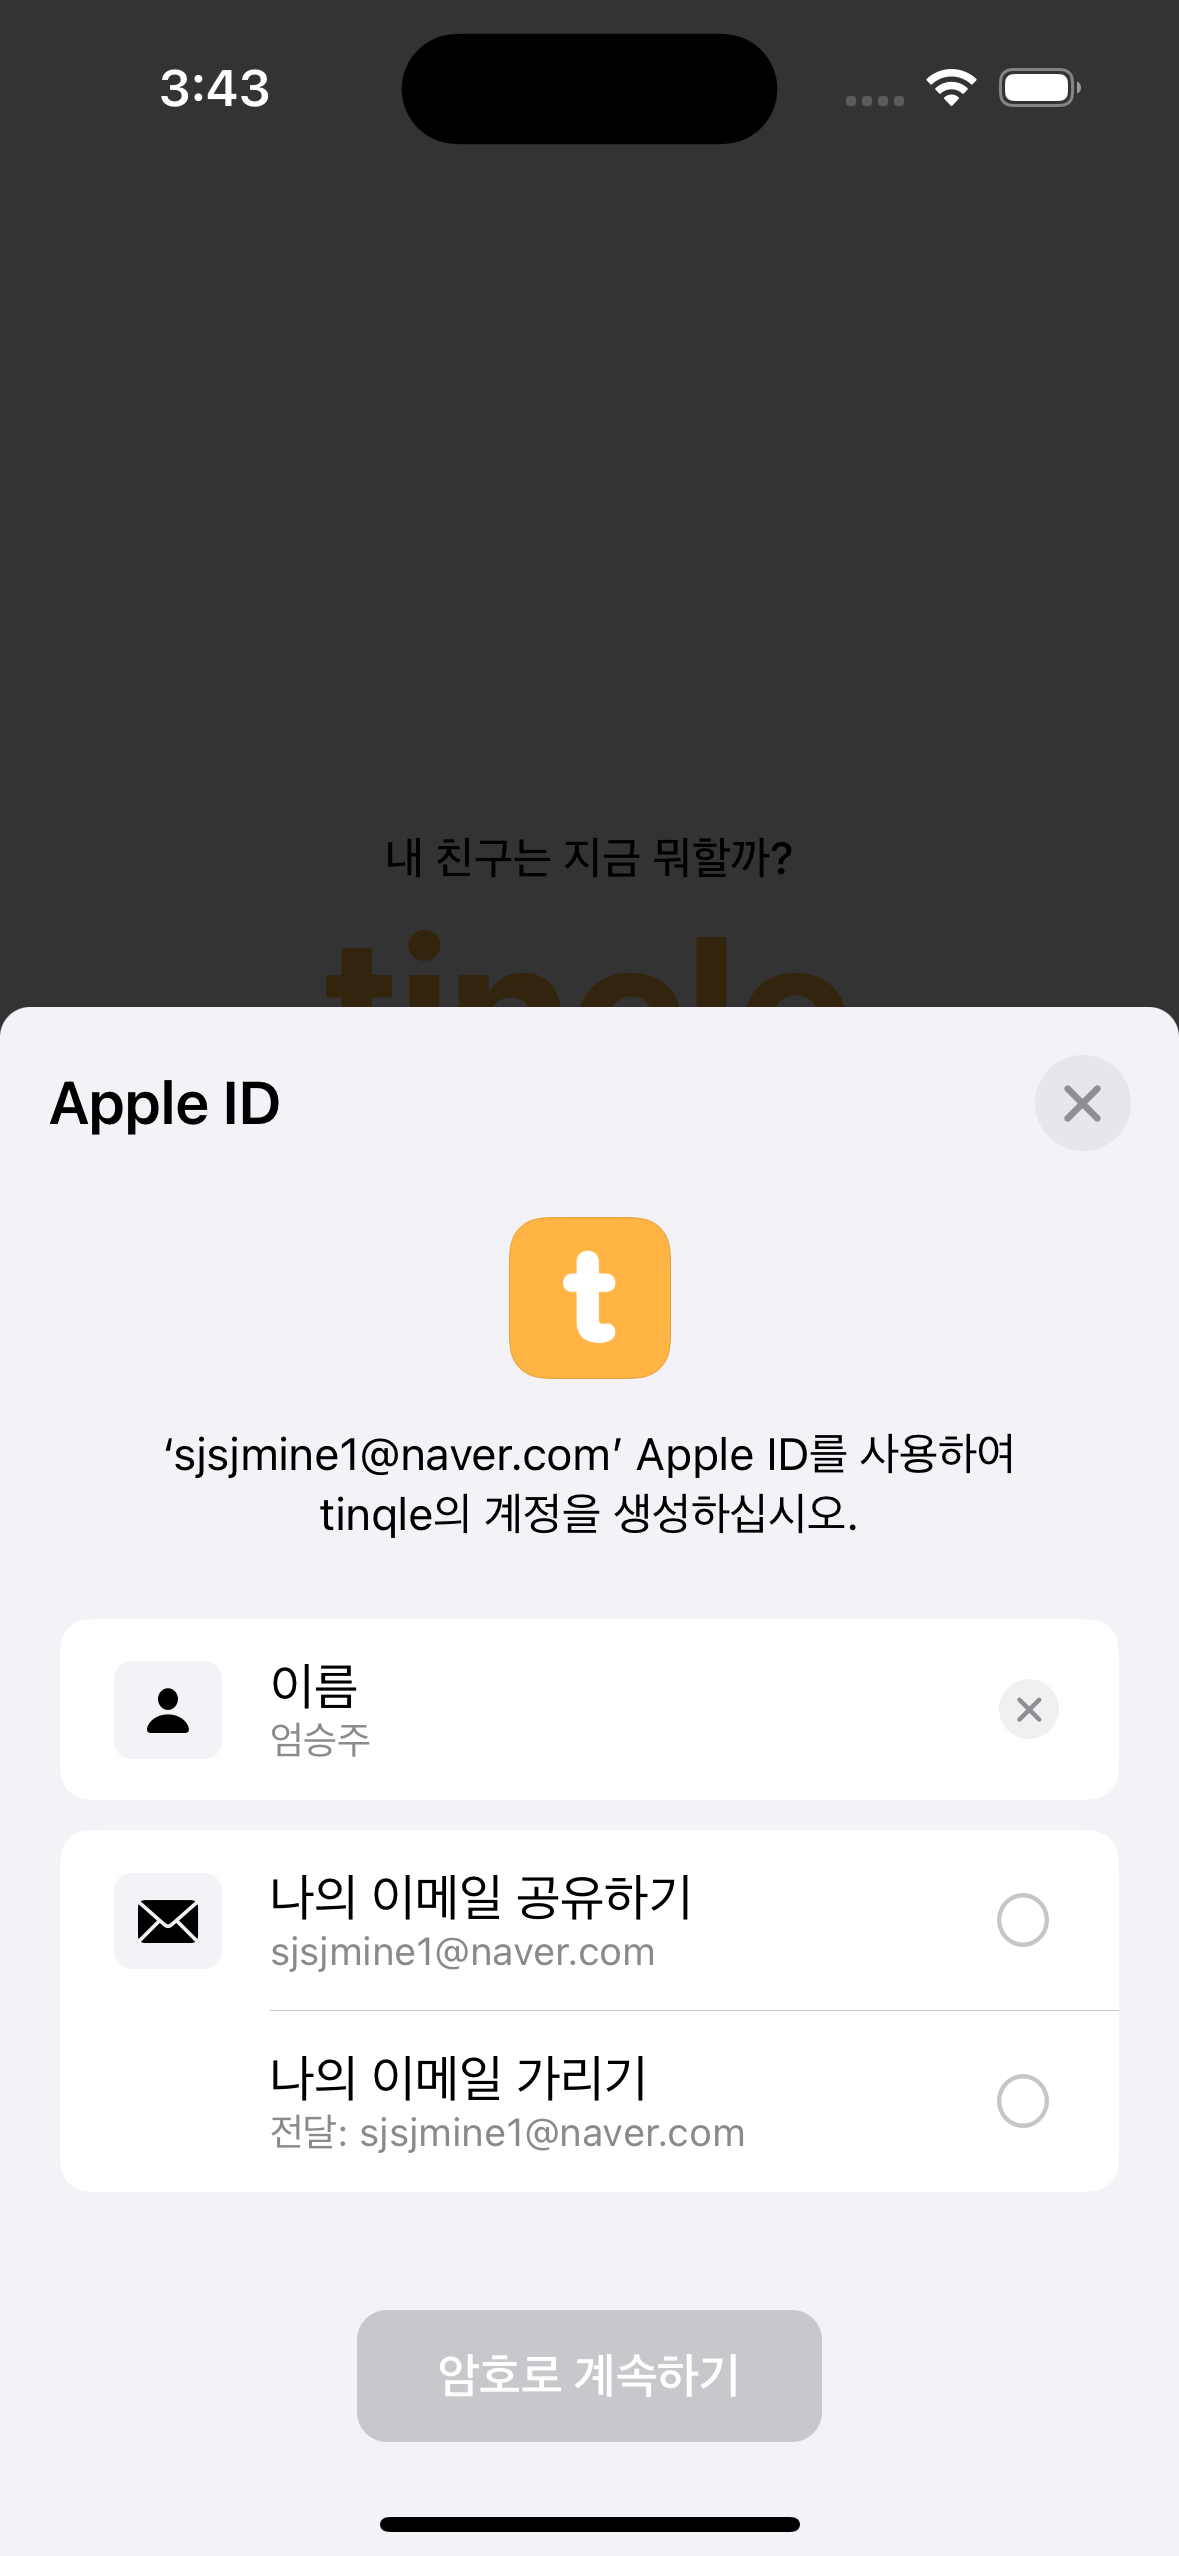 3:43
내 친구는 지금 뭐할까?
tinqle
Apple ID
t
‘sjsjmine1@naver.com’ Apple ID를 사용하여
tinqle의 계정을 생성하십시오.
이름
엄승주
나의 이메일 공유하기
sjsjmine1@naver.com
나의 이메일 가리기
전달: sjsjmine1@naver.com
암호로 계속하기